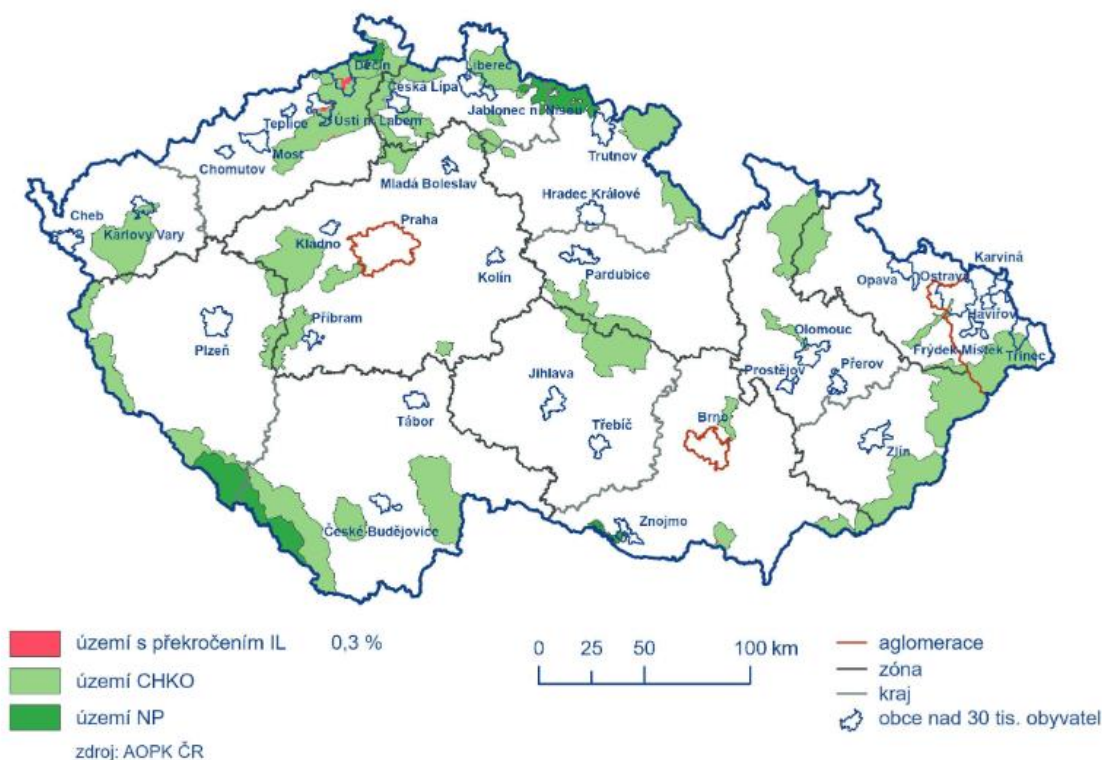 Děčín
Liberec
Česká Lípa
Jablonec n. Nisou
Teplice
Ústí n. Labem
Trutnov
Most
Chomutov
Mladá Boleslav
Hradec Králové
Cheb
Karlovy Vary
Praha
Kladno
Kolín
Pardubice
Karviná
Opava
Ostrava
Havířov
Příbram
Plzeň
Olomouc
Frýdek-Místek
Třinec
Prostějov
Přerov
Jihlava
Tábor
Třebíč
Brno
Zlín
České Budějovice
Znojmo
území s překročením IL 0,3 %
území CHKO
území NP
zdroj: AOPK ČR
0 25 50 100 km
aglomerace
zóna
kraj
obce nad 30 tis. obyvatel